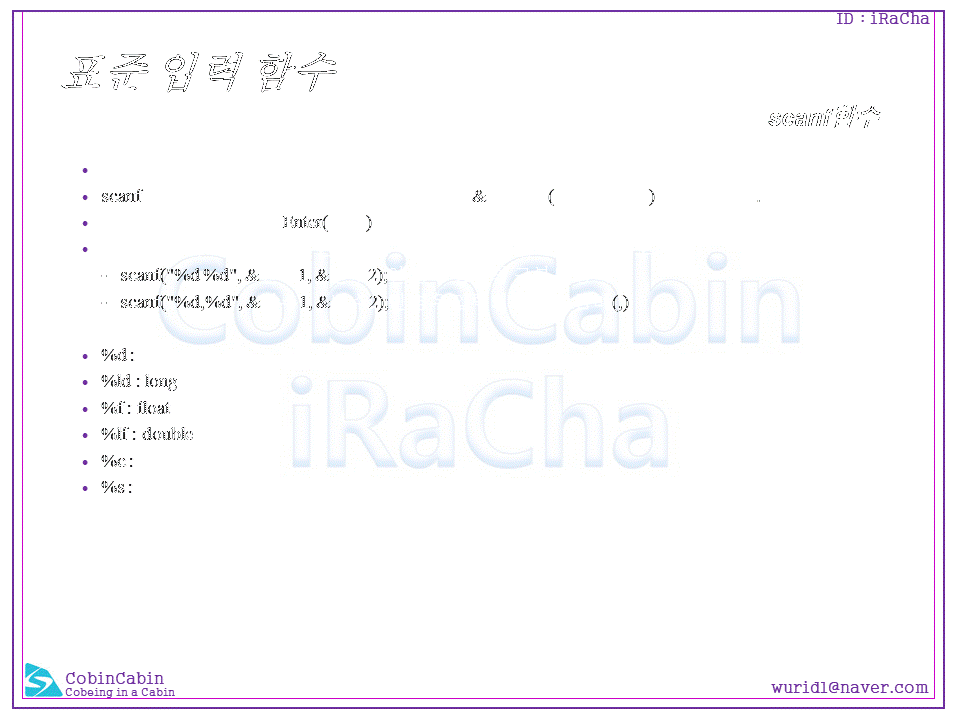 ID : iRaCha
표준 입력 함수
scanf함수
•
• scanf & ( ) .
• Enter( )
•
– scanf("%d %d", & 1, & 2);
– scanf("%d,%d", & 1, & 2); (,)
CobinCabin
• %d :
• %ld : long
• %f : float
• %lf : double
• %c :
• %s :
iRaCha
CobinCabin
Cobeing in a Cabin
wuridl@naver.com